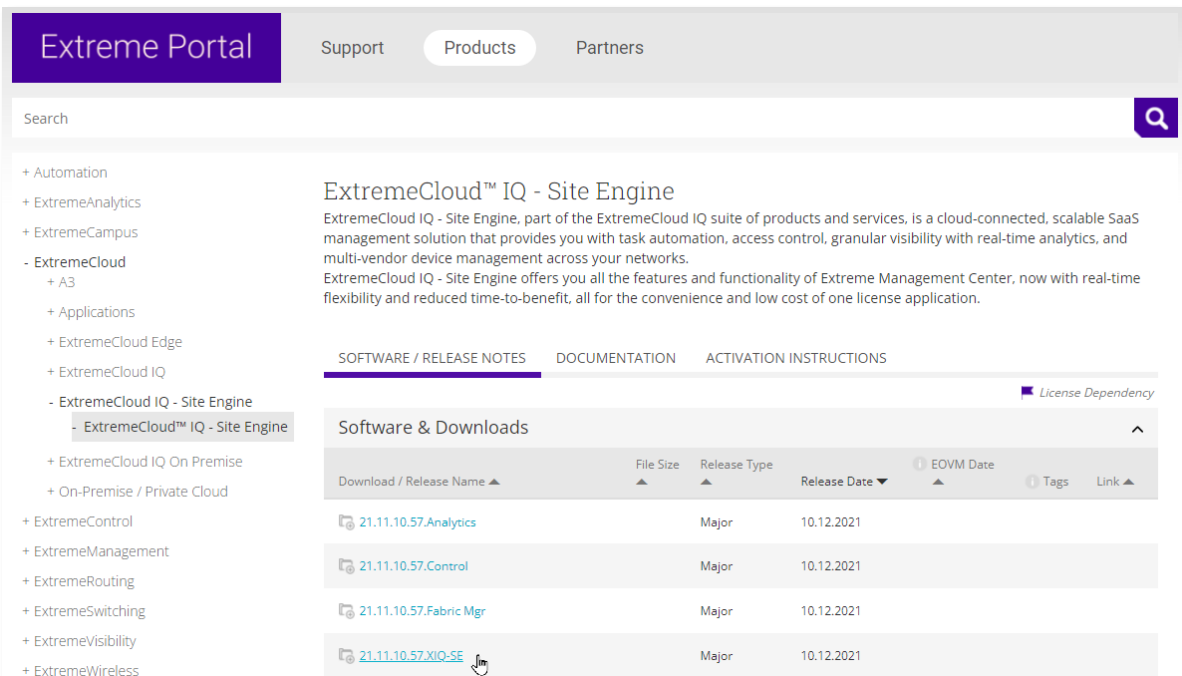 Extreme Portal
Support
Products
Partners
Search
+ Automation
+ ExtremeAnalytics
+ ExtremeCampus
- ExtremeCloud
+ A3
+ Applications
+ ExtremeCloud Edge
+ ExtremeCloud IQ
- ExtremeCloud IQ - Site Engine
- ExtremeCloud™ IQ - Site Engine
+ ExtremeCloud IQ On Premise
+ On-Premise / Private Cloud
+ ExtremeControl
+ ExtremeManagement
+ ExtremeRouting
+ ExtremeSwitching
+ ExtremeVisibility
+ ExtremeWireless
ExtremeCloud™ IQ - Site Engine
ExtremeCloud IQ - Site Engine, part of the ExtremeCloud IQ suite of products and services, is a cloud-connected, scalable SaaS
management solution that provides you with task automation, access control, granular visibility with real-time analytics, and
multi-vendor device management across your networks.
ExtremeCloud IQ - Site Engine offers you all the features and functionality of Extreme Management Center, now with real-time
flexibility and reduced time-to-benefit, all for the convenience and low cost of one license application.
SOFTWARE / RELEASE NOTES DOCUMENTATION ACTIVATION INSTRUCTIONS
License Dependency
Software & Downloads
Download / Release Name File Size Release Type Release Date EOVM Date Tags Link
21.11.10.57.Analytics Major 10.12.2021
21.11.10.57.Control Major 10.12.2021
21.11.10.57.Fabric Mgr Major 10.12.2021
21.11.10.57.XIQ-SE Major 10.12.2021